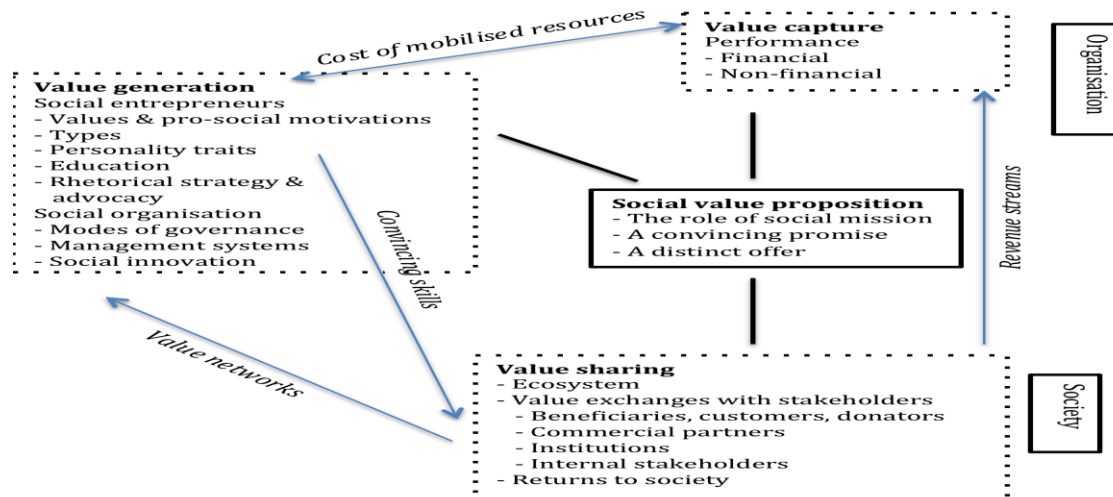 Cost of mobilised resources
Value capture
Performance
- Financial
- Non-financial
Organisation
Value generation
Social entrepreneurs
- Values & pro-social motivations
- Types
- Personality traits
- Education
- Rhetorical strategy &
advocacy
Social organisation
- Modes of governance
- Management systems
- Social innovation
Convincing skills
Social value proposition
- The role of social mission
- A convincing promise
- A distinct offer
Revenue streams
Value networks
Value sharing
- Ecosystem
- Value exchanges with stakeholders
- Beneficiaries, customers, donators
- Commercial partners
- Institutions
- Internal stakeholders
- Returns to society
Society